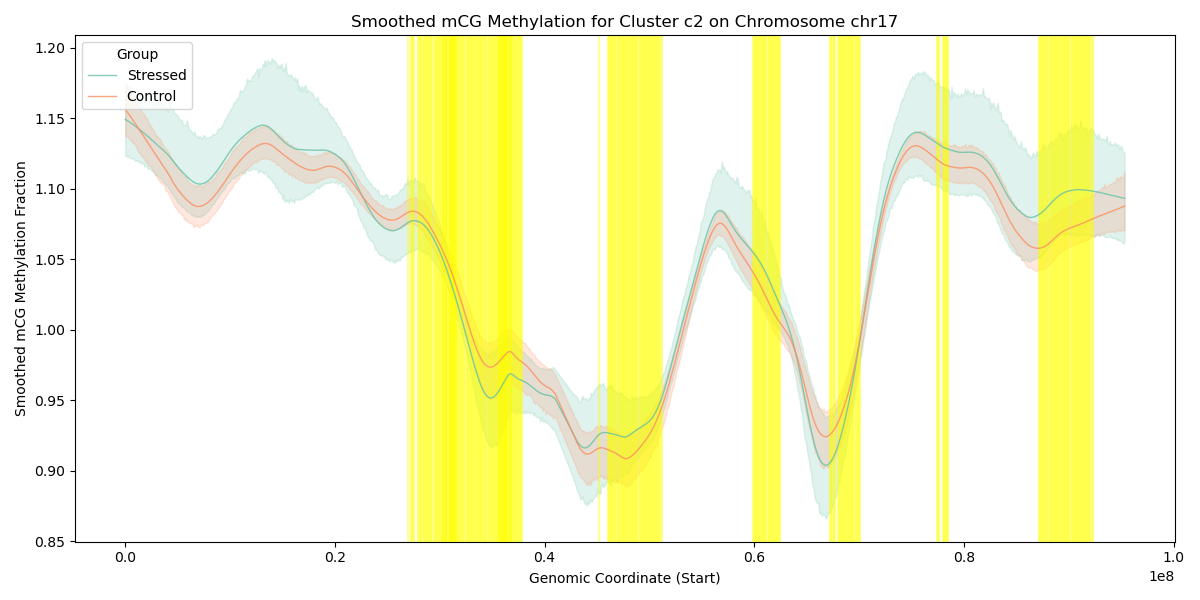 Smoothed mCG Methylation for Cluster c2 on Chromosome chr17
Group
Stressed
Control
Smoothed mCG Methylation Fraction
1.20
1.15
1.10
1.05
1.00
0.95
0.90
0.85
0.0
0.2
0.4
0.6
0.8
1.0
1e8
Genomic Coordinate (Start)